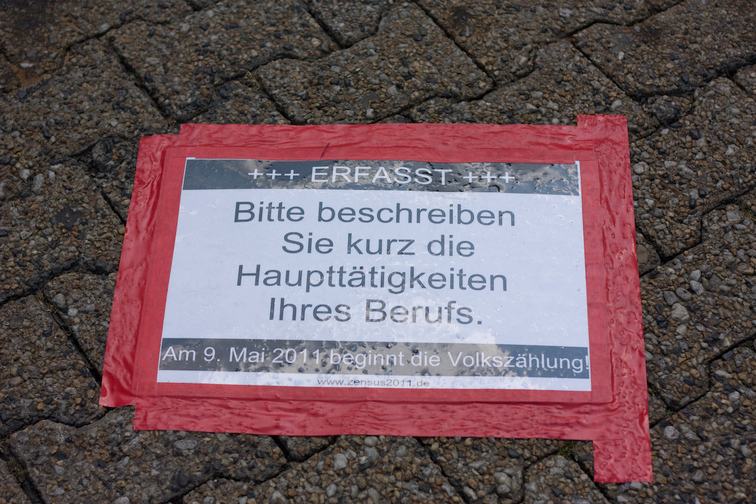 +++ ERFASST +++
Bitte beschreiben
Sie kurz die
Haupttätigkeiten
Ihres Berufs.
Am 9. Mai 2011 beginnt die Volkszählung!
www.zensus2011.de